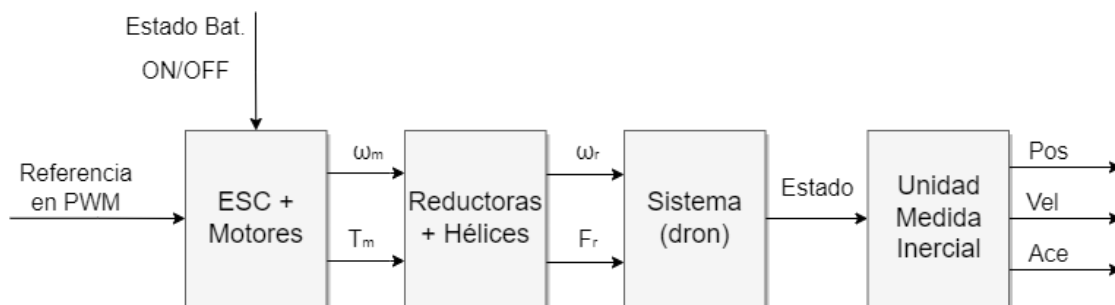 Estado Bat.
ON/OFF
Referencia
en PWM
ESC +
Motores
ωm
Tm
Reductoras
+ Hélices
ωr
Fr
Sistema
(dron)
Estado
Unidad
Medida
Inercial
Pos
Vel
Ace